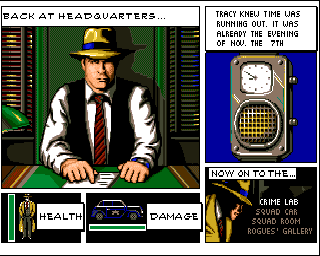 BACK AT HEADQUARTERS...
TRACY KNEW TIME WAS
RUNNING OUT. IT WAS
ALREADY THE EVENING
OF NOV. THE 7TH
NOW ON TO THE...
CRIME LAB
SQUAD CAR
SQUAD ROOM
ROGUES' GALLERY
HEALTH
DAMAGE